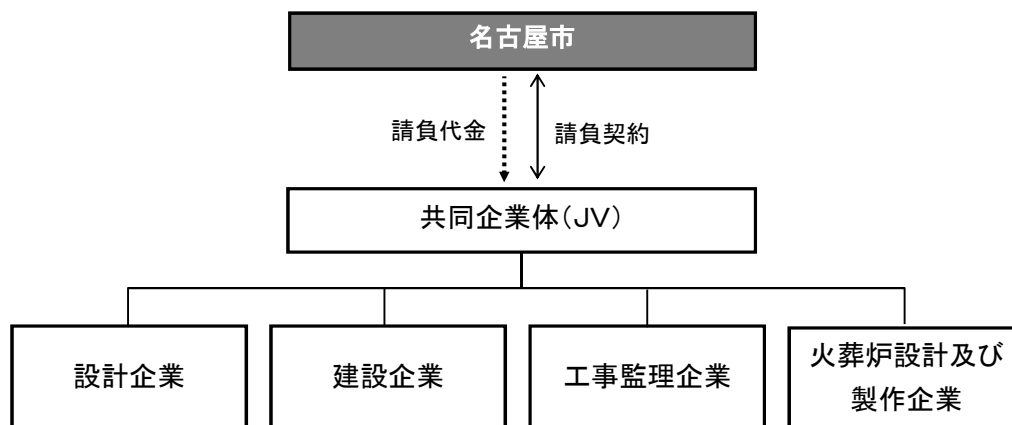 名古屋市
請負代金
請負契約
共同企業体(JV)
設計企業
建設企業
工事監理企業
火葬炉設計及び
製作企業